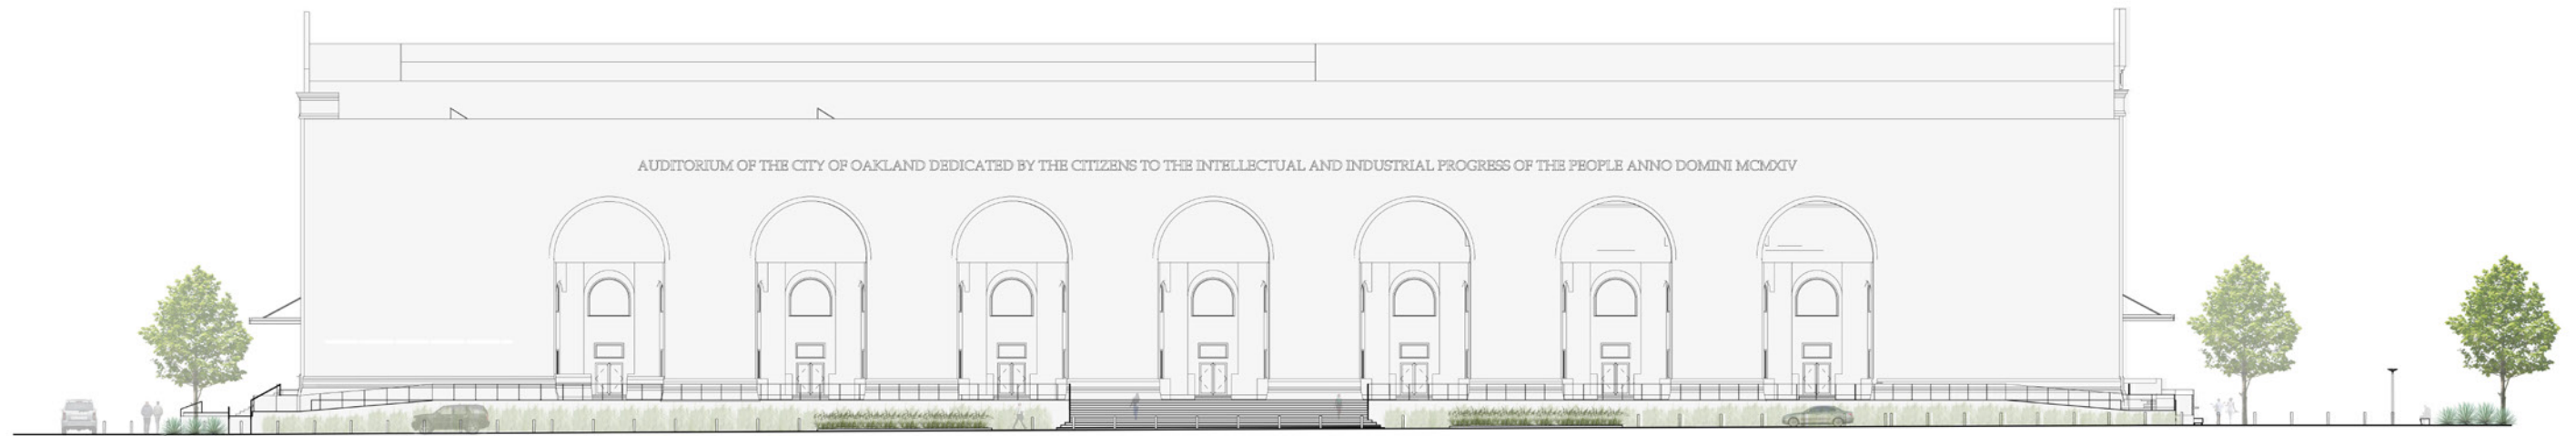 AUDITORIUM OF THE CITY OF OAKLAND DEDICATED BY THE CITIZENS TO THE INTELLECTUAL AND INDUSTRIAL PROGRESS OF THE PEOPLE ANNO DOMINI MCMXIV